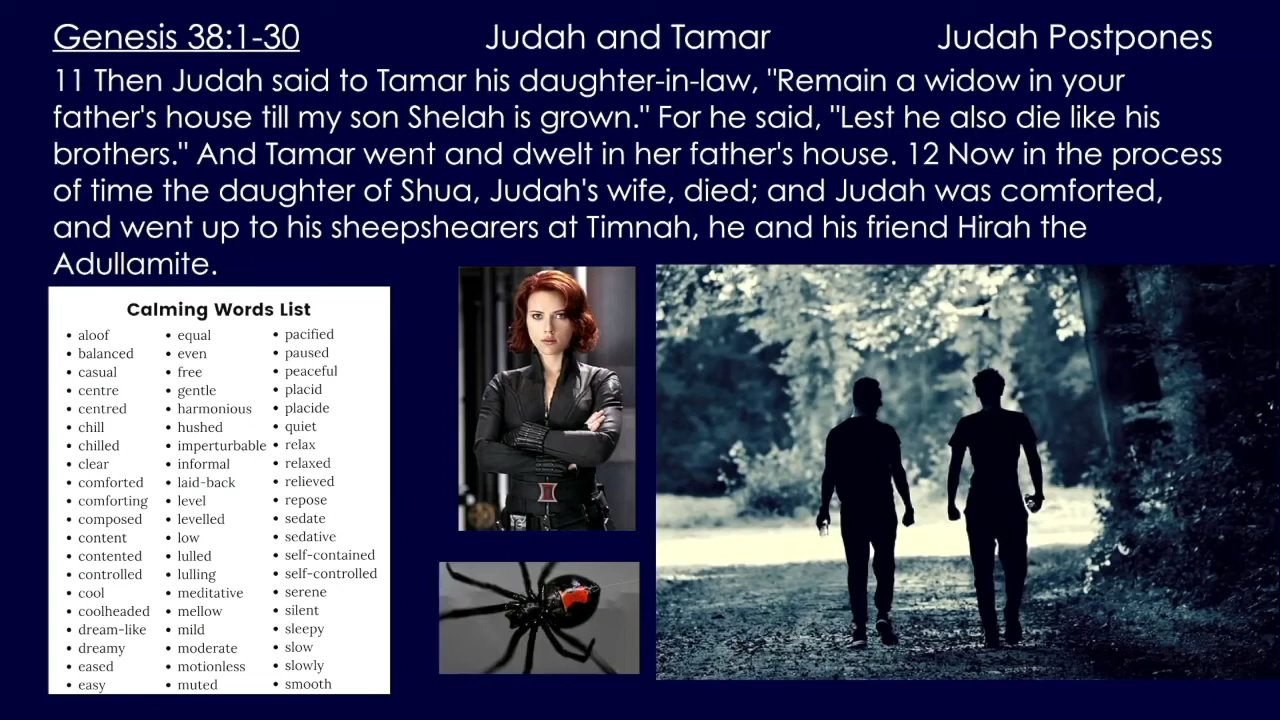 Genesis 38:1-30 Judah and Tamar Judah Postpones
11 Then Judah said to Tamar his daughter-in-law, "Remain a widow in your
father's house till my son Shelah is grown." For he said, "Lest he also die like his
brothers." And Tamar went and dwelt in her father's house. 12 Now in the process
of time the daughter of Shua, Judah's wife, died; and Judah was comforted,
and went up to his sheepshearers at Timnah, he and his friend Hirah the
Adullamite.
Calming Words List
• aloof
• balanced
• casual
• centre
• centred
• chill
• chilled
• clear
• comforted
• comforting
• composed
• content
• contented
• controlled
• cool
• coolheaded
• dream-like
• dreamy
• eased
• easy
• equal
• even
• free
• gentle
• harmonious
• hushed
• imperturbable
• informal
• laid-back
• level
• levelled
• low
• lulled
• lulling
• meditative
• mellow
• mild
• moderate
• motionless
• muted
• pacified
• paused
• peaceful
• placid
• placide
• quiet
• relax
• relaxed
• relieved
• repose
• sedate
• sedative
• self-contained
• self-controlled
• serene
• silent
• sleepy
• slow
• slowly
• smooth